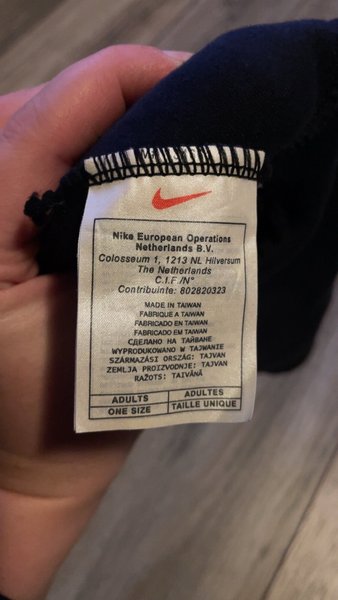 Nike European Operations
Netherlands B.V.
Colosseum 1, 1213 NL Hilversum
The Netherlands
C.I.F /N°
Contribuinte: 802820323
MADE IN TAIWAN
FABRIQUE A TAIWAN
FABRICADO EN TAIWAN
FABRICADO EM TAIWAN
СДЕЛАНО НА ТАЙВАНЕ
WYPRODUKOWANO W TAJWANIE
SZÁRMAZÁSI ORSZÁG: TAJVAN
ZEMLJA PROIZVODNJE: TAJVAN
RAŽOTS: TAIVĀNĀ
ADULTS ADULTES
ONE SIZE TAILLE UNIQUE